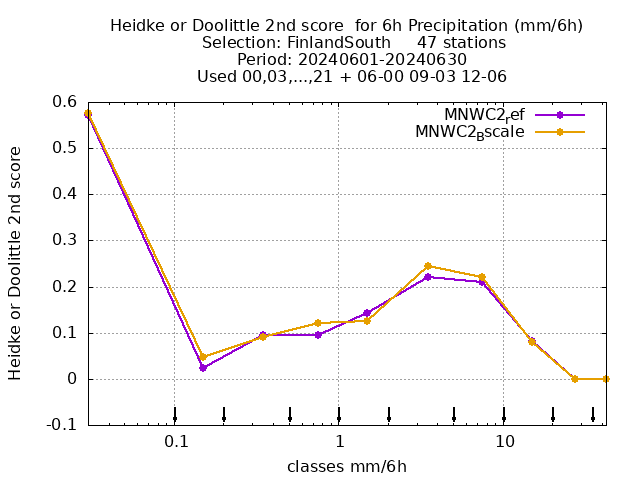 Heidke or Doolittle 2nd score  for 6h Precipitation (mm/6h)
Selection: FinlandSouth     47 stations
Period: 20240601-20240630
Used 00,03,...,21 + 06-00 09-03 12-06
MNWC2ref
MNWC2Bscale
0.6
0.5
0.4
0.3
0.2
0.1
0
-0.1
Heidke or Doolittle 2nd score
0.1
1
10
classes mm/6h